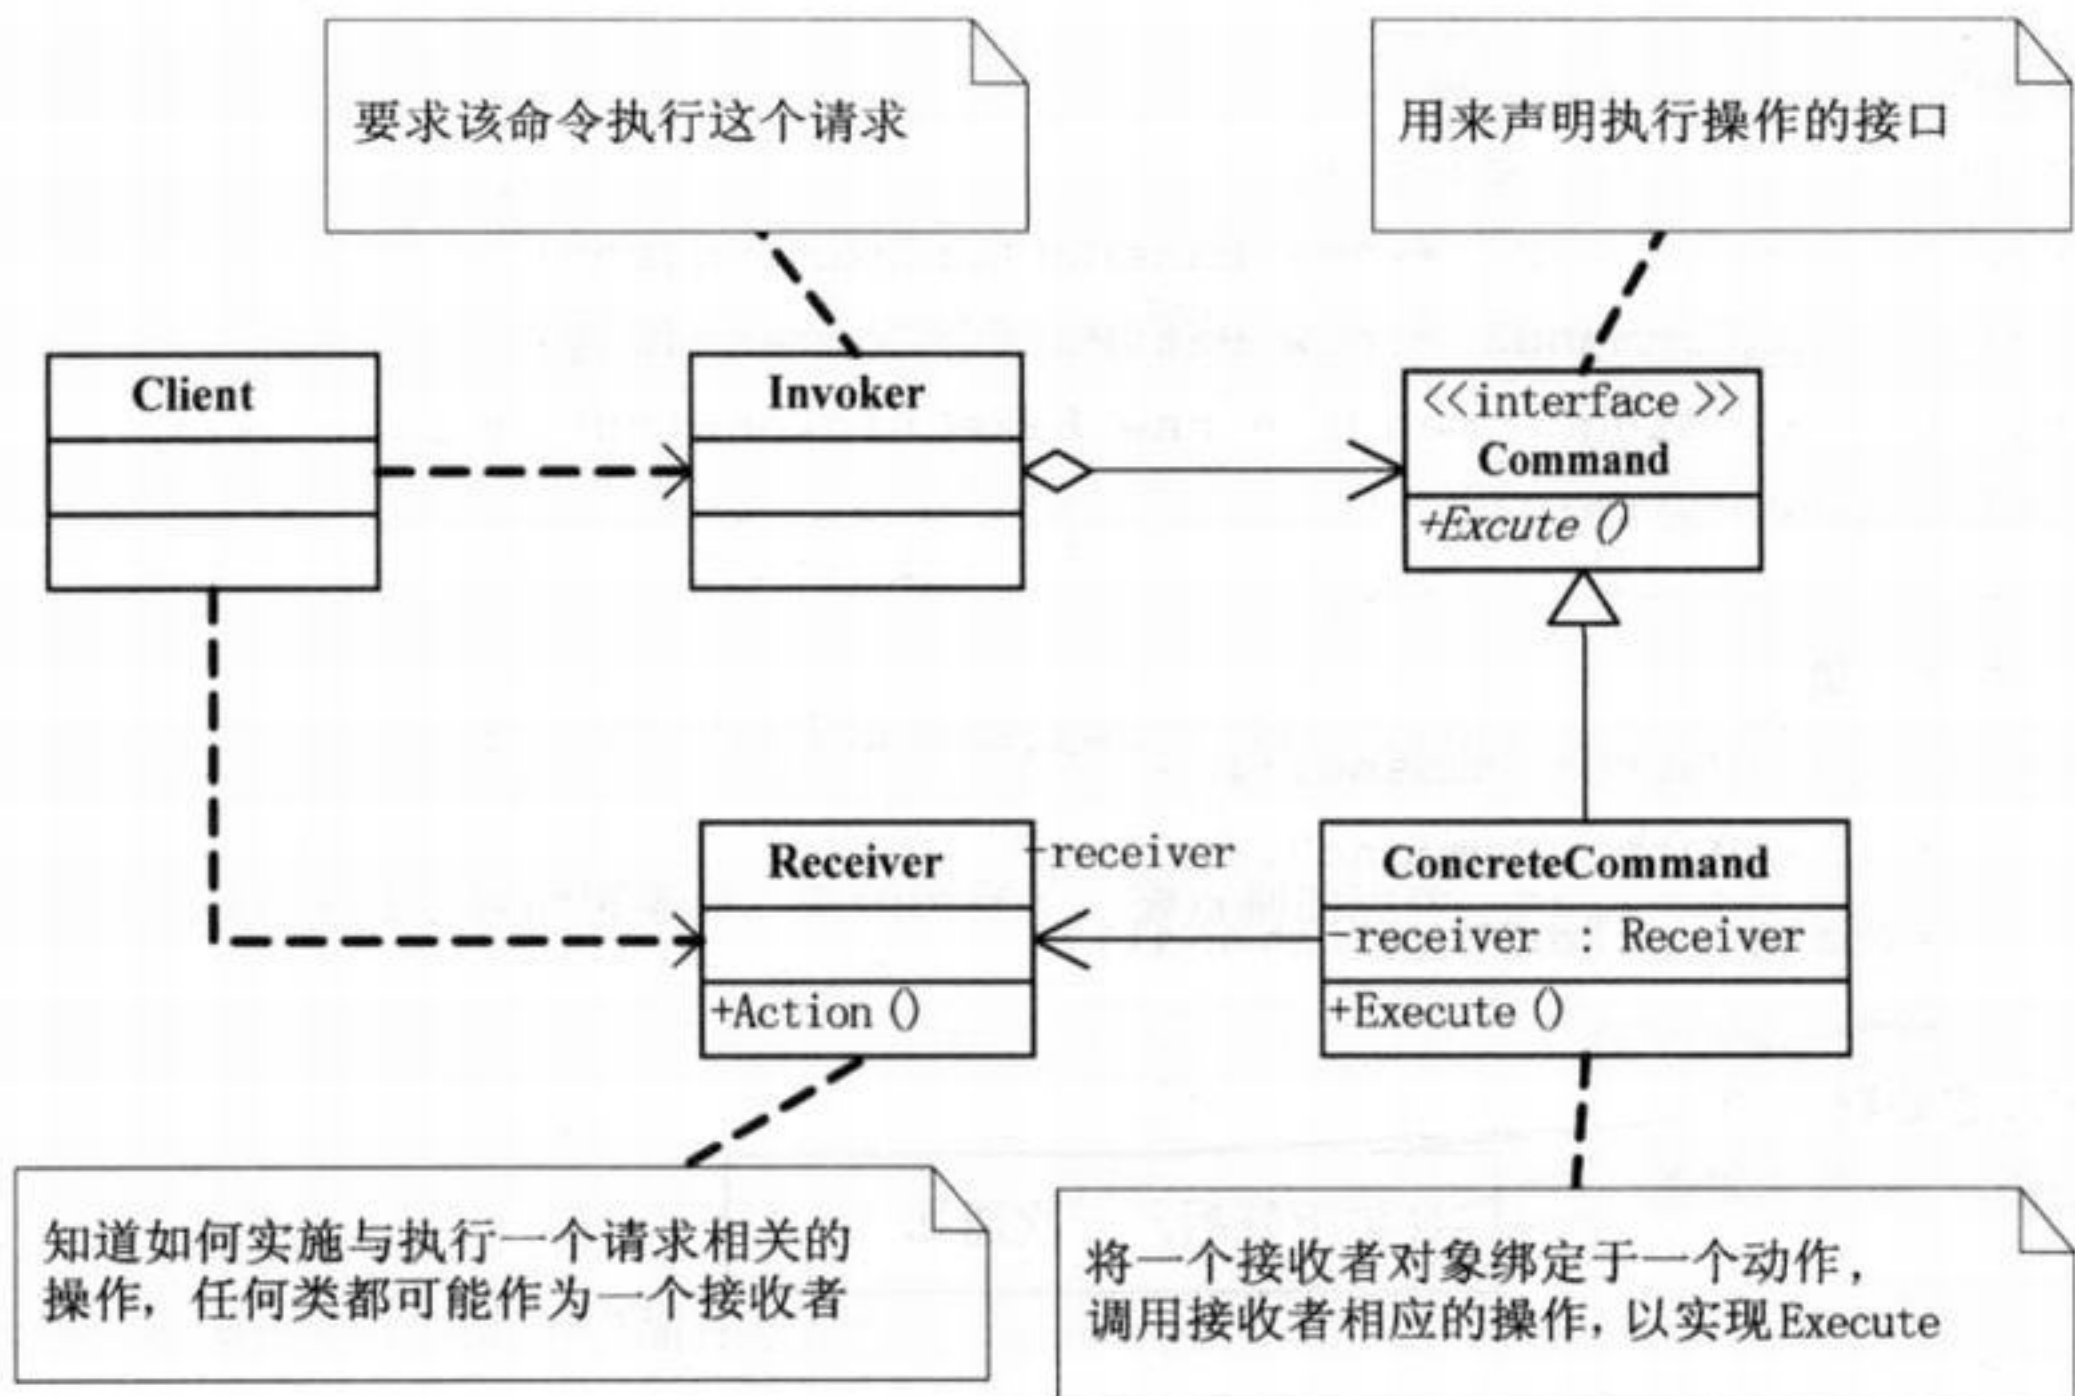 要求该命令执行这个请求
用来声明执行操作的接口
Client
Invoker
<<interface>>
Command
+Excute()
Receiver
+Action()
-receiver
ConcreteCommand
-receiver : Receiver
+Execute()
知道如何实施与执行一个请求相关的
操作, 任何类都可能作为一个接收者
将一个接收者对象绑定于一个动作,
调用接收者相应的操作, 以实现Execute